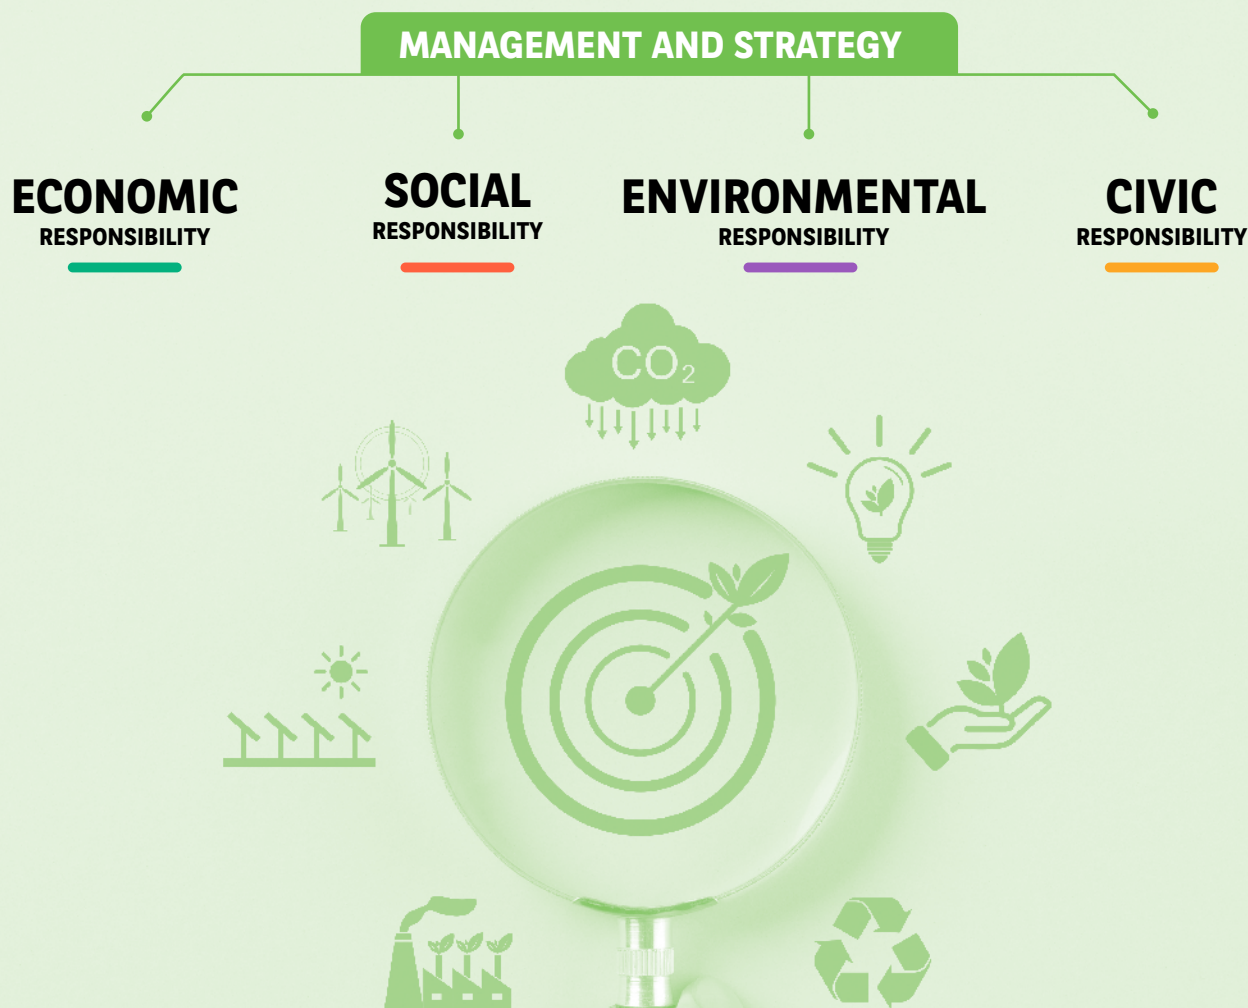 MANAGEMENT AND STRATEGY
ECONOMIC
RESPONSIBILITY
SOCIAL
RESPONSIBILITY
ENVIRONMENTAL
RESPONSIBILITY
CIVIC
RESPONSIBILITY
CO₂